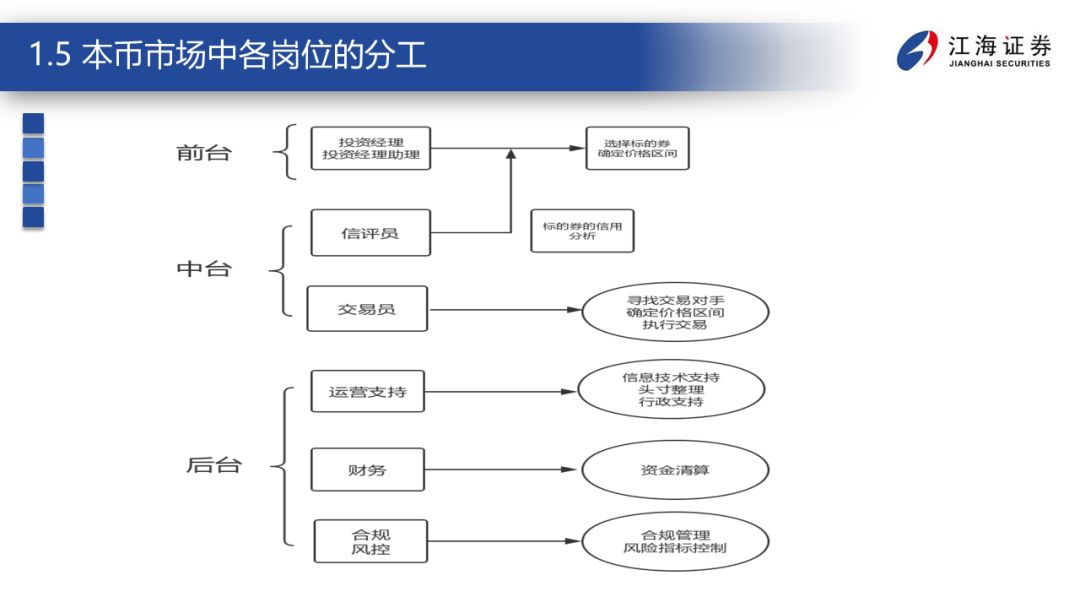 1.5 本币市场中各岗位的分工
江海证券
JIANGHAI SECURITIES
前台
投资经理
投资经理助理
选择标的券
确定价格区间
中台
信评员
标的券的信用
分析
交易员
寻找交易对手
确定价格区间
执行交易
后台
运营支持
信息技术支持
头寸整理
行政支持
财务
资金清算
合规
风控
合规管理
风险指标控制